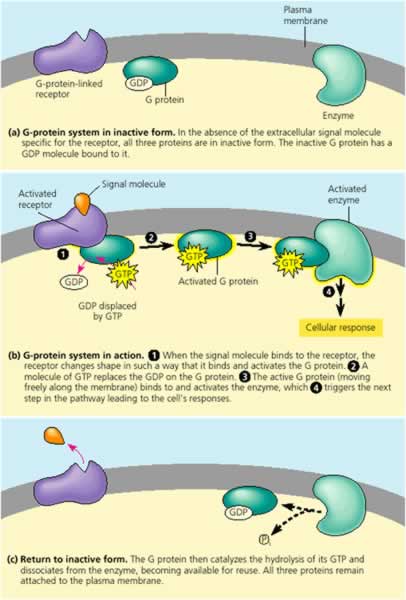 Plasma
membrane
G-protein-linked
receptor
GDP
G protein
Enzyme
(a) G-protein system in inactive form. In the absence of the extracellular signal molecule
specific for the receptor, all three proteins are in inactive form. The inactive G protein has a
GDP molecule bound to it.
Signal molecule
Activated
receptor
Activated
enzyme
1
2
3
GDP
GTP
GTP
GTP
Activated G protein
4
GDP displaced
by GTP
Cellular response
(b) G-protein system in action. 1 When the signal molecule binds to the receptor, the
receptor changes shape in such a way that it binds and activates the G protein. 2 A
molecule of GTP replaces the GDP on the G protein. 3 The active G protein (moving
freely along the membrane) binds to and activates the enzyme, which 4 triggers the next
step in the pathway leading to the cell's responses.
GDP
P
(c) Return to inactive form. The G protein then catalyzes the hydrolysis of its GTP and
dissociates from the enzyme, becoming available for reuse. All three proteins remain
attached to the plasma membrane.